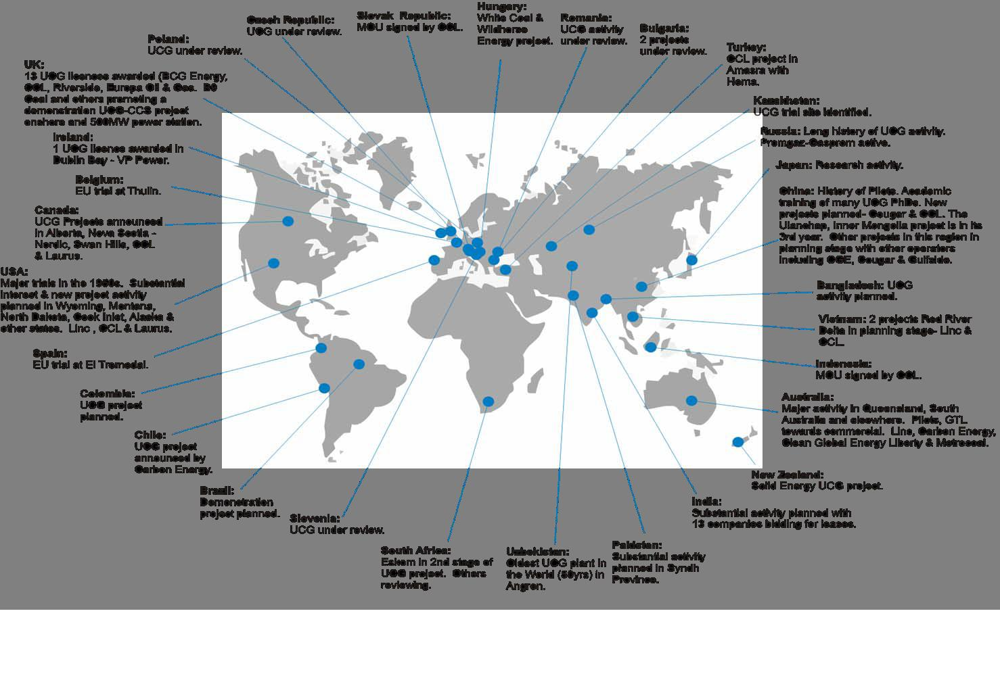 Hungary:
White Coal &
Wildhorse
Energy project.
Slovak Republic:
MOU signed by CCL.
Czech Republic:
UCG under review.
Romania:
UCG activity
under review.
Bulgaria:
2 projects
under review.
Poland:
UCG under review.
Turkey:
CCL project in
Amasra with
Hema.
UK:
13 UCG licences awarded (BCG Energy,
CCL, Riverside, Europa Oil & Gas.
Coal and others promoting a
demonstration UCG-CCS project
onshore and 500MW power station.
Kazakhstan:
UCG trial site identified.
Russia: Long history of UCG activity.
Promgaz-Gasprom active.
Ireland:
1 UCG licence awarded in
Dublin Bay - VP Power.
Japan: Research activity.
Belgium:
EU trial at Thulin.
China: History of Pilots. Academic
training of many UCG PhDs. New
projects planned- Cougar & CCL. The
Ulanchap, Inner Mongolia project is in its
3rd year. Other projects in this region in
planning stage with other operators
including CGE, Cougar & Gulfside.
Canada:
UCG Projects announced
in Alberta, Nova Scotia -
Nordic, Swan Hills, CCL
& Laurus.
USA:
Major trials in the 1950s. Substantial
interest & new project activity
planned in Wyoming, Montana,
North Dakota, Cook Inlet, Alaska &
other states. Linc , CCL & Laurus.
Bangladesh: UCG
activity planned.
Vietnam: 2 projects Red River
Delta in planning stage- Linc &
CCL.
Spain:
EU trial at El Tremedal.
Indonesia:
MOU signed by CCL.
Colombia:
UCG project
planned.
Australia:
Major activity in Queensland, South
Australia and elsewhere. Pilots, GTL
towards commercial. Linc, Carbon Energy,
Clean Global Energy Liberty & Metrocoal.
Chile:
UCG project
announced by
Carbon Energy.
New Zealand:
Solid Energy UCG project.
Brazil:
Demonstration
project planned.
India:
Substantial activity planned with
13 companies bidding for leases.
Slovenia:
UCG under review.
South Africa:
Eskom in 2nd stage of
UCG project. Others
reviewing.
Uzbekistan:
Oldest UCG plant in
the World (50yrs) in
Angren.
Pakistan:
Substantial activity
planned in Syndh
Province.